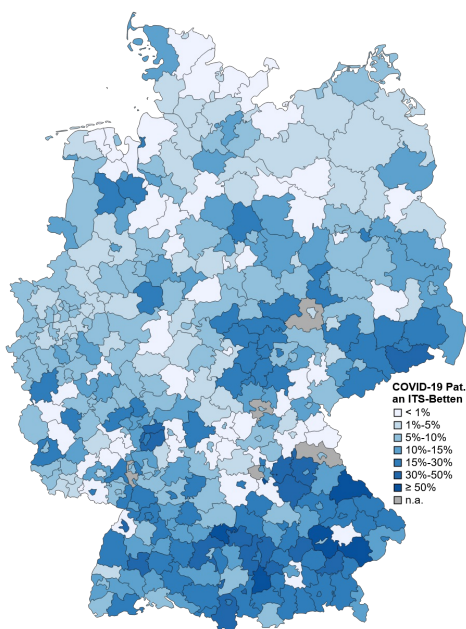 COVID-19 Pat.
an ITS-Betten
< 1%
1%-5%
5%-10%
10%-15%
15%-30%
30%-50%
≥ 50%
n.a.